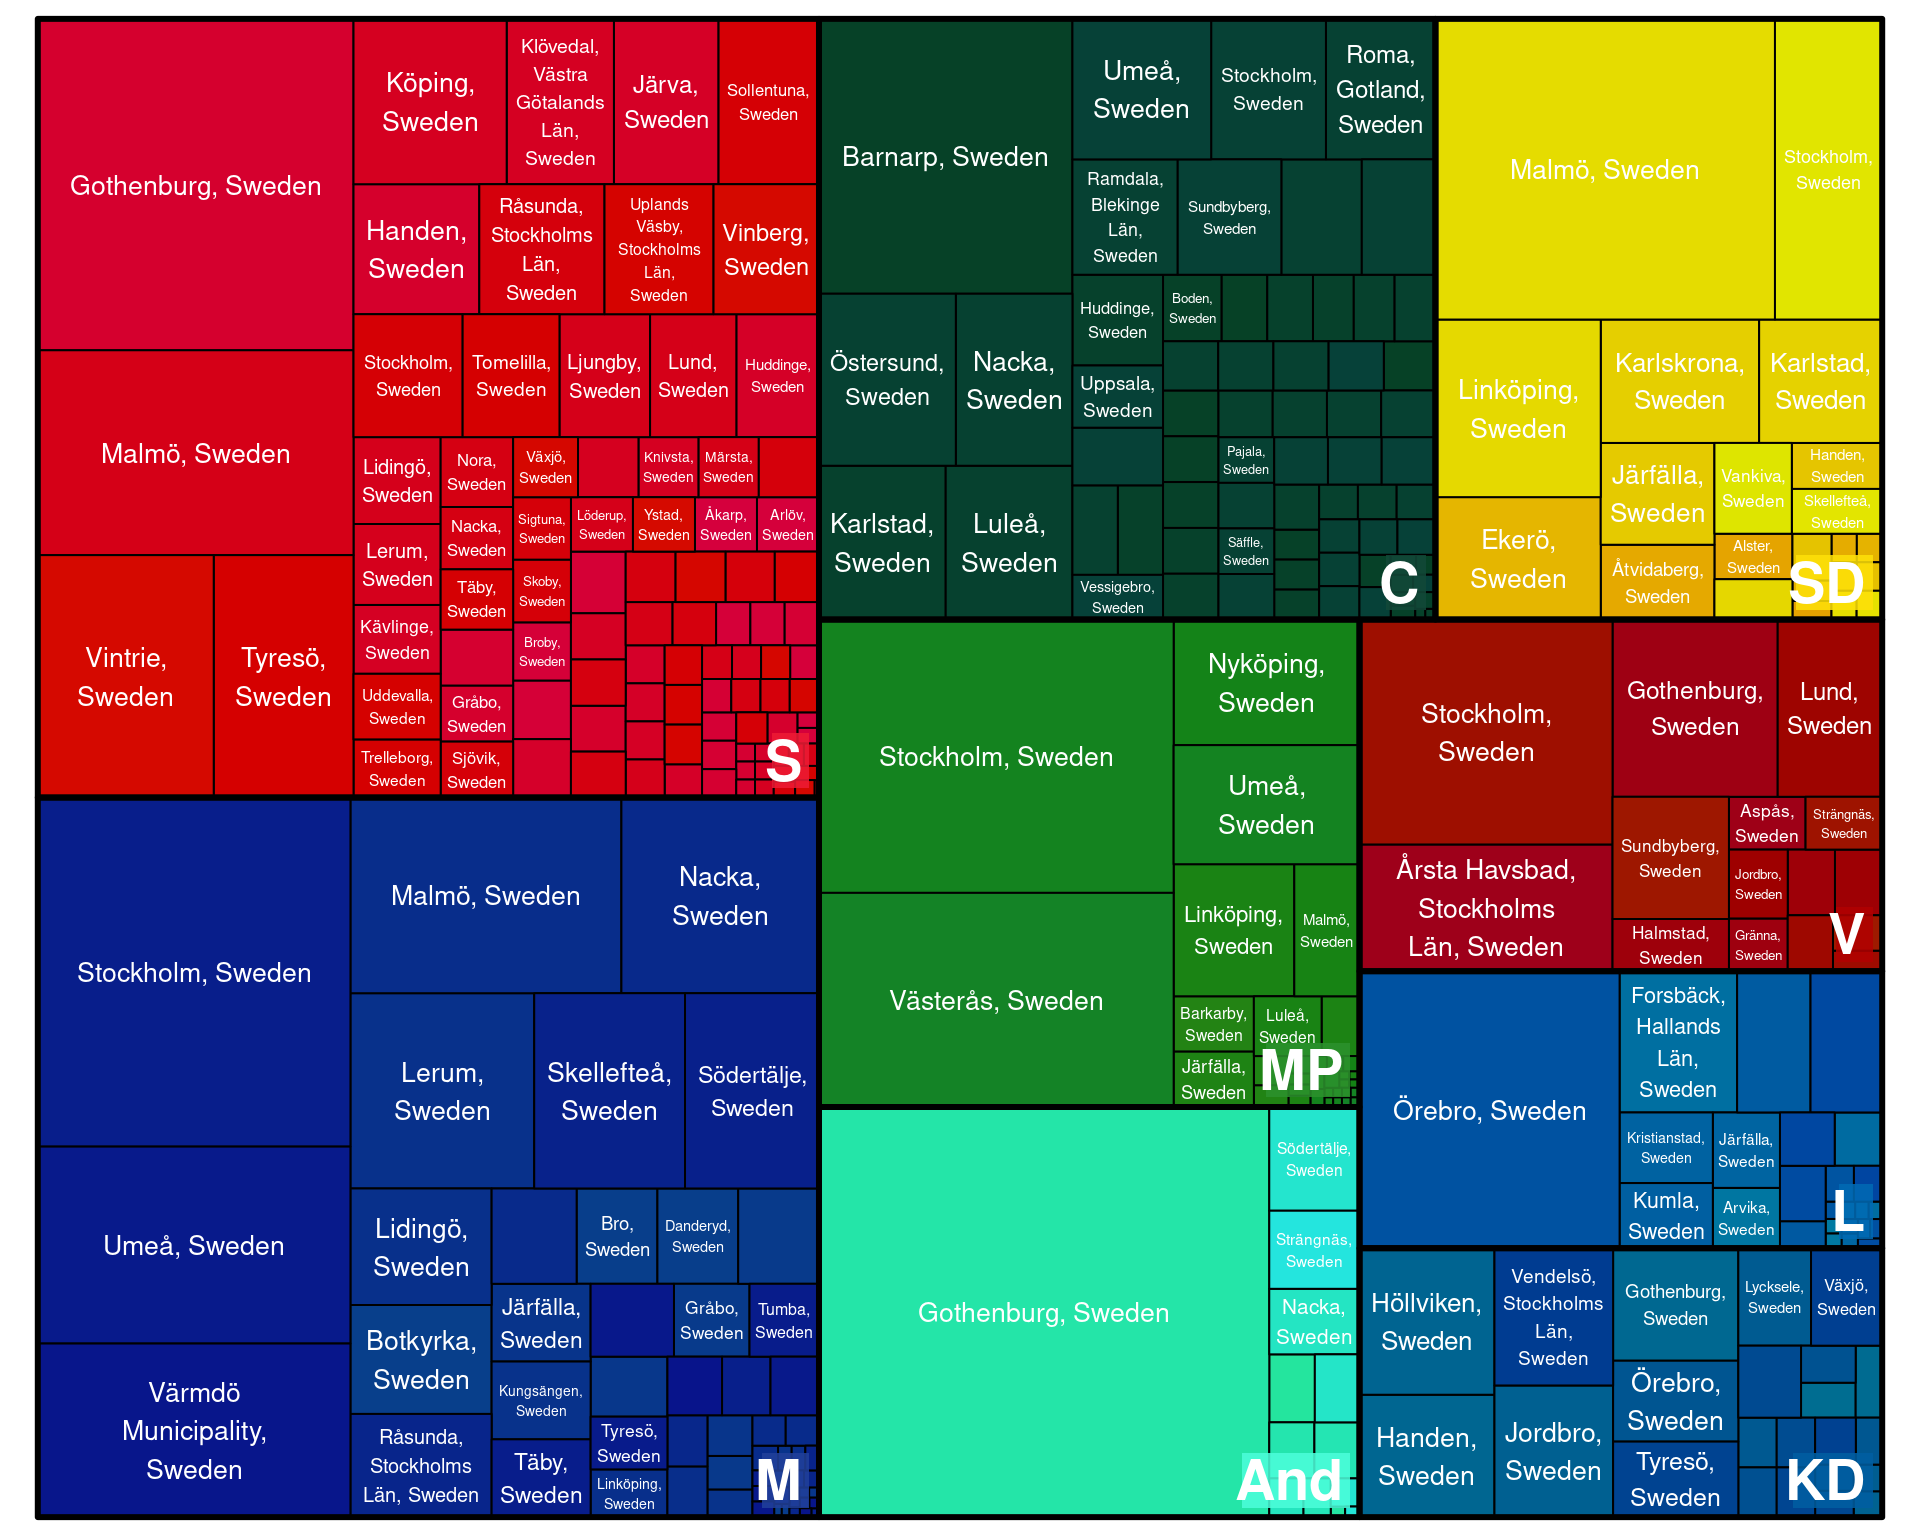 Gothenburg, Sweden
Malmö, Sweden
Vintrie,
Sweden
Tyresö,
Sweden
Köping,
Sweden
Klövedal,
Västra
Götalands
Län,
Sweden
Järva,
Sweden
Sollentuna,
Sweden
Handen,
Sweden
Råsunda,
Stockholms
Län,
Sweden
Uplands
Väsby,
Stockholms
Län,
Sweden
Vinberg,
Sweden
Stockholm,
Sweden
Tomelilla,
Sweden
Ljungby,
Sweden
Lund,
Sweden
Huddinge,
Sweden
Lidingö,
Sweden
Lerum,
Sweden
Kävlinge,
Sweden
Uddevalla,
Sweden
Trelleborg,
Sweden
Nora,
Sweden
Nacka,
Sweden
Täby,
Sweden
Gråbo,
Sweden
Sjövik,
Sweden
Växjö,
Sweden
Knivsta,
Sweden
Märsta,
Sweden
Sigtuna,
Sweden
Löderup,
Sweden
Ystad,
Sweden
Åkarp,
Sweden
Arlöv,
Sweden
Skoby,
Sweden
Broby,
Sweden
S
Stockholm, Sweden
Umeå, Sweden
Värmdö
Municipality,
Sweden
Malmö, Sweden
Nacka,
Sweden
Lerum,
Sweden
Skellefteå,
Sweden
Södertälje,
Sweden
Lidingö,
Sweden
Botkyrka,
Sweden
Råsunda,
Stockholms
Län, Sweden
Bro,
Sweden
Danderyd,
Sweden
Järfälla,
Sweden
Gråbo,
Sweden
Tumba,
Sweden
Kungsängen,
Sweden
Täby,
Sweden
Tyresö,
Sweden
Linköping,
Sweden
M
Barnarp, Sweden
Östersund,
Sweden
Nacka,
Sweden
Karlstad,
Sweden
Luleå,
Sweden
Umeå,
Sweden
Stockholm,
Sweden
Roma,
Gotland,
Sweden
Ramdala,
Blekinge
Län,
Sweden
Sundbyberg,
Sweden
Huddinge,
Sweden
Boden,
Sweden
Uppsala,
Sweden
Pajala,
Sweden
Säffle,
Sweden
Vessigebro,
Sweden
C
Stockholm, Sweden
Västerås, Sweden
Nyköping,
Sweden
Umeå,
Sweden
Linköping,
Sweden
Malmö,
Sweden
Barkarby,
Sweden
Luleå,
Sweden
Järfälla,
Sweden
MP
Gothenburg, Sweden
Södertälje,
Sweden
Strängnäs,
Sweden
Nacka,
Sweden
And
Malmö, Sweden
Stockholm,
Sweden
Linköping,
Sweden
Ekerö,
Sweden
Karlskrona,
Sweden
Karlstad,
Sweden
Järfälla,
Sweden
Åtvidaberg,
Sweden
Vankiva,
Sweden
Handen,
Sweden
Skellefteå,
Sweden
Alster,
Sweden
SD
Stockholm,
Sweden
Årsta Havsbad,
Stockholms
Län, Sweden
Gothenburg,
Sweden
Lund,
Sweden
Sundbyberg,
Sweden
Halmstad,
Sweden
Aspås,
Sweden
Strängnäs,
Sweden
Jordbro,
Sweden
Gränna,
Sweden
V
Örebro, Sweden
Forsbäck,
Hallands
Län,
Sweden
Kristianstad,
Sweden
Järfälla,
Sweden
Kumla,
Sweden
Arvika,
Sweden
L
Höllviken,
Sweden
Handen,
Sweden
Vendelsö,
Stockholms
Län,
Sweden
Jordbro,
Sweden
Gothenburg,
Sweden
Örebro,
Sweden
Tyresö,
Sweden
Lycksele,
Sweden
Växjö,
Sweden
KD